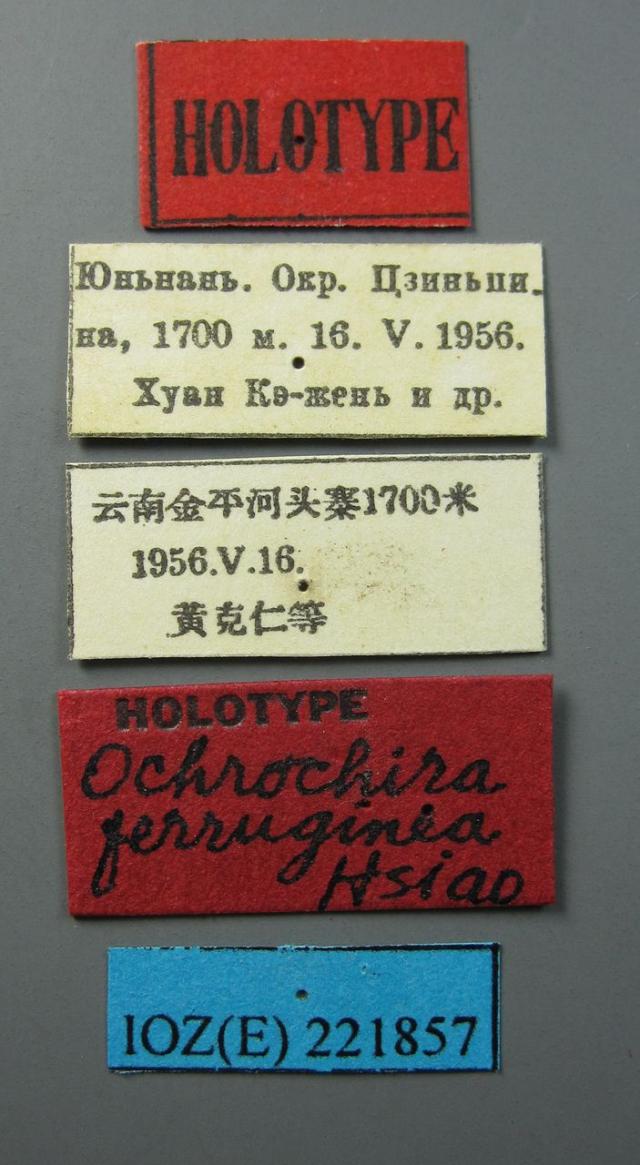 HOLOTYPE
Юньнань. Окр. Цзиньпи-
на, 1700 м. 16. V. 1956.
Хуан Кэ-жень и др.
云南金平河头寨1700米
1956.V.16.
黄克仁等
HOLOTYPE
Ochrochira
ferruginea
Hsiao
IOZ(E) 221857